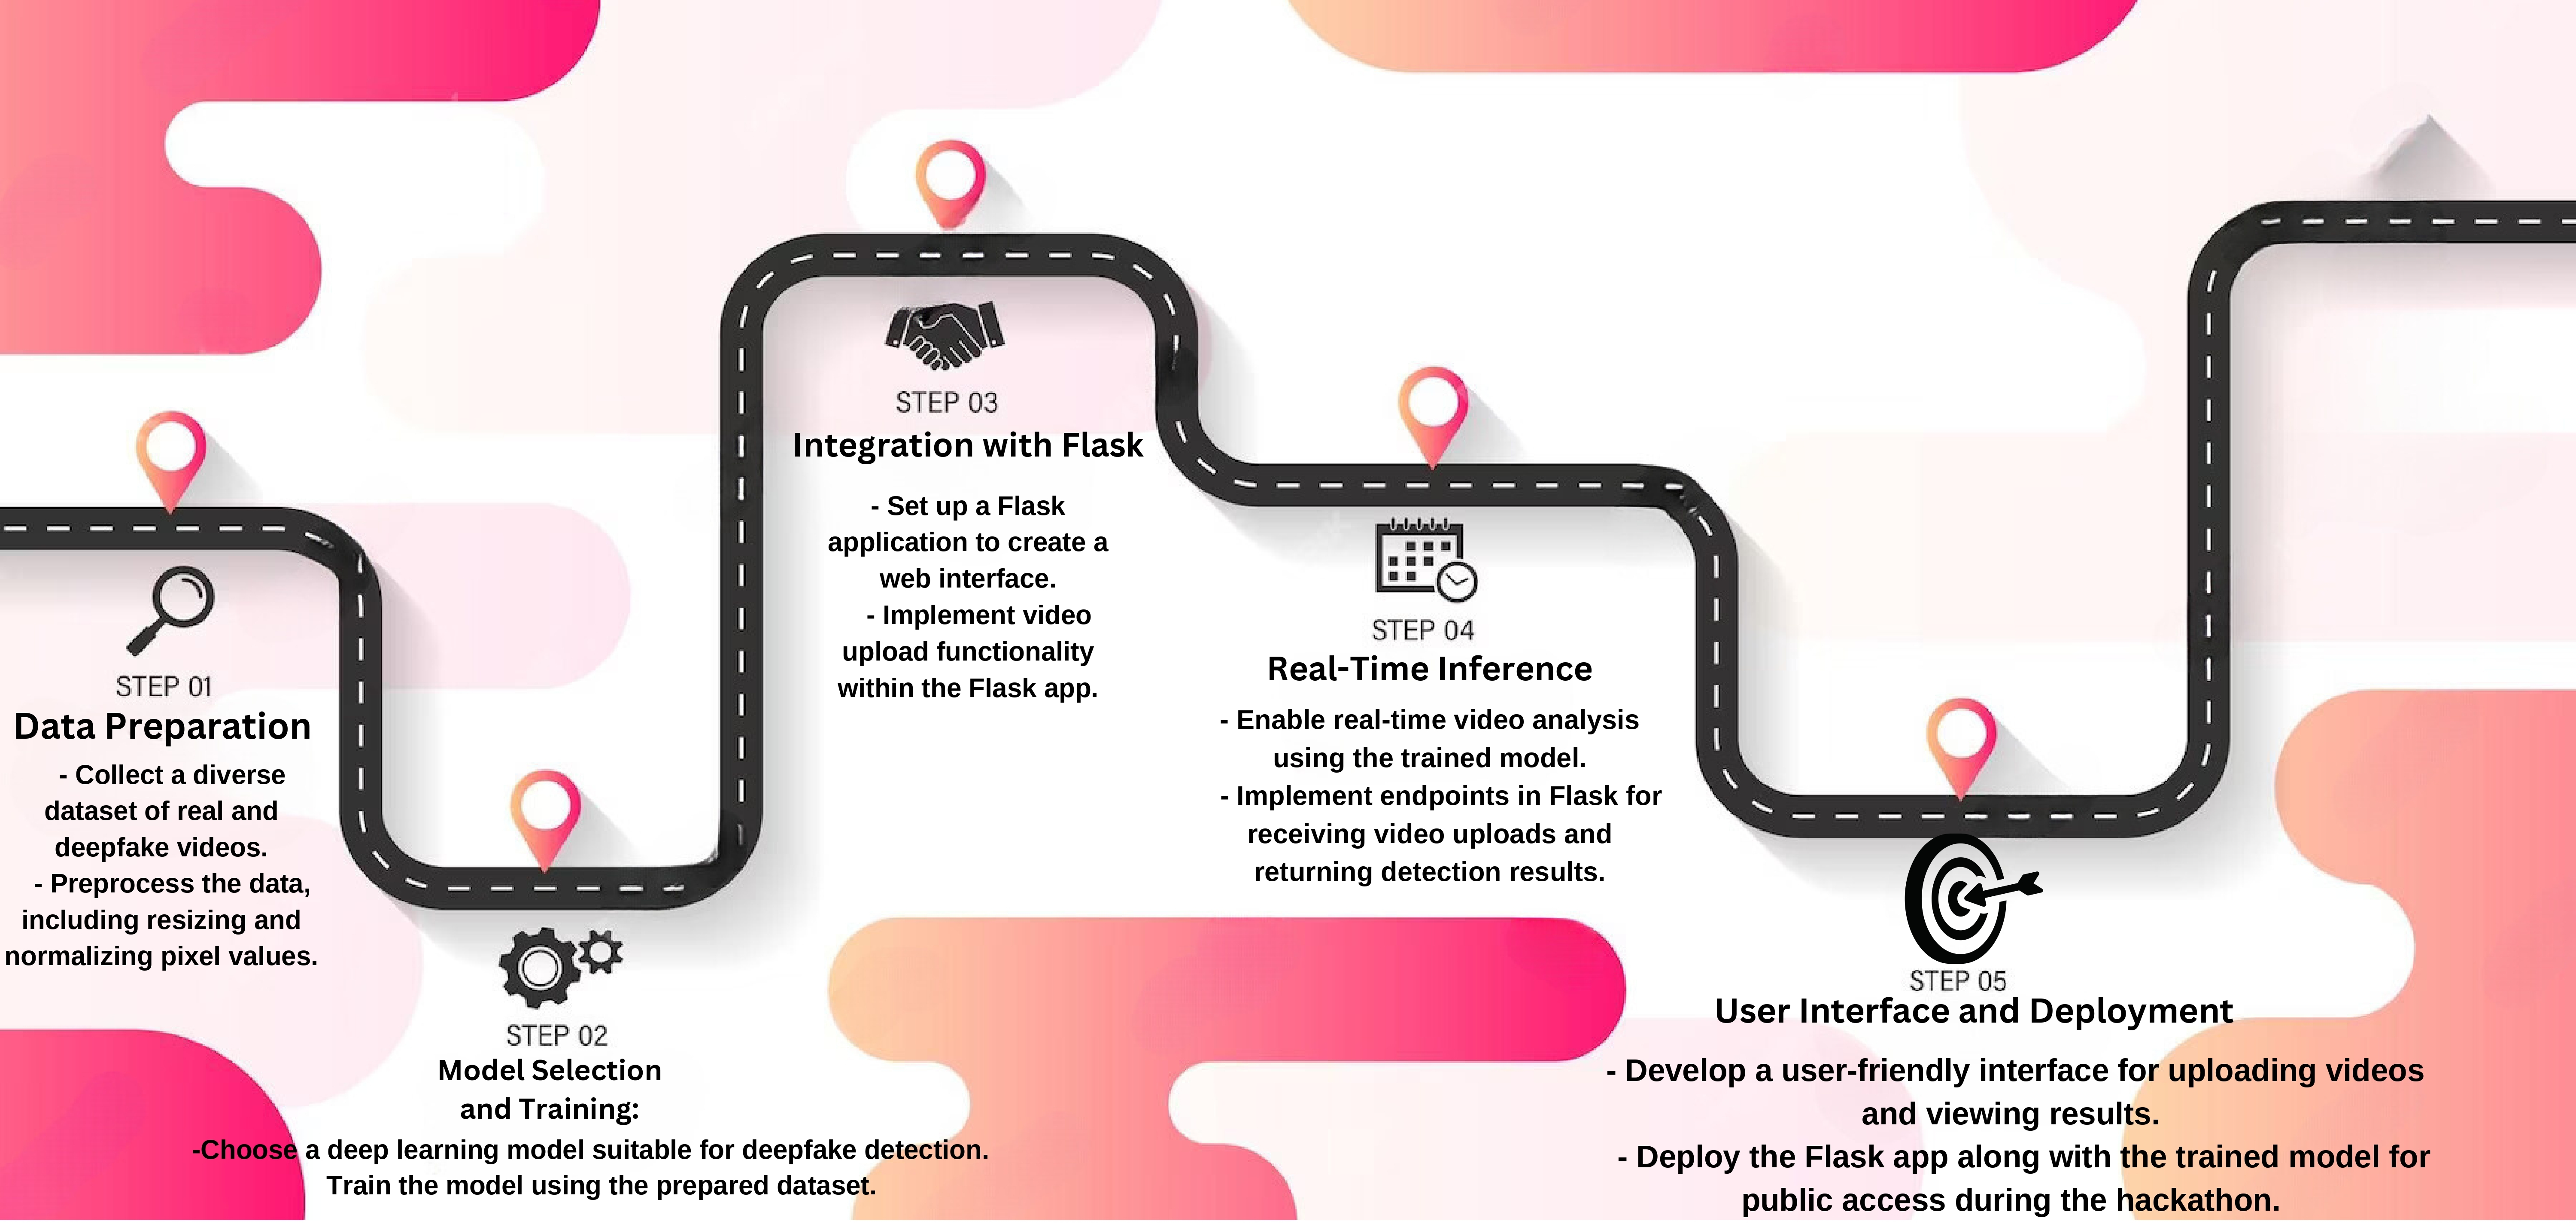 STEP 01
Data Preparation
- Collect a diverse
dataset of real and
deepfake videos.
- Preprocess the data,
including resizing and
normalizing pixel values.
STEP 02
Model Selection
and Training:
-Choose a deep learning model suitable for deepfake detection.
Train the model using the prepared dataset.
STEP 03
Integration with Flask
- Set up a Flask
application to create a
web interface.
- Implement video
upload functionality
within the Flask app.
STEP 04
Real-Time Inference
- Enable real-time video analysis
using the trained model.
- Implement endpoints in Flask for
receiving video uploads and
returning detection results.
STEP 05
User Interface and Deployment
- Develop a user-friendly interface for uploading videos
and viewing results.
- Deploy the Flask app along with the trained model for
public access during the hackathon.